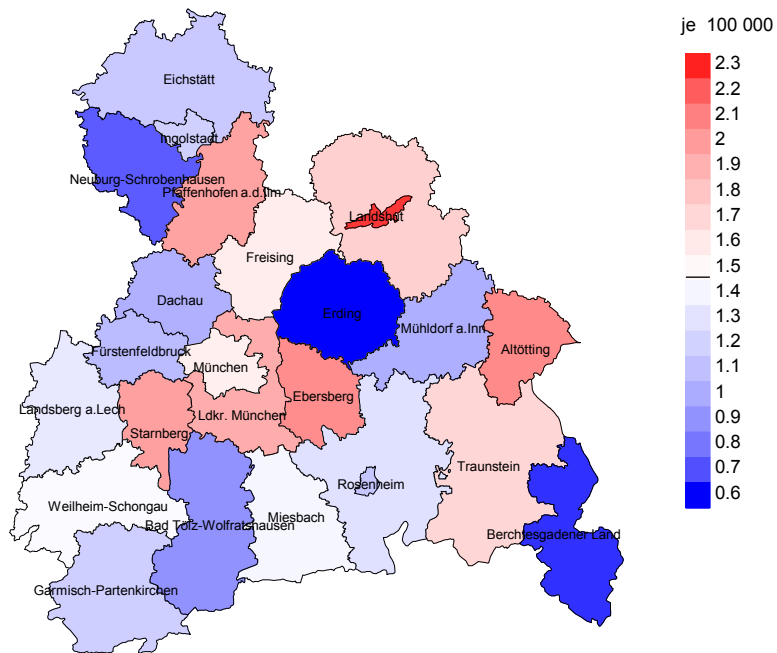 je 100 000
2.3
2.2
2.1
2
1.9
1.8
1.7
1.6
1.5
1.4
1.3
1.2
1.1
1
0.9
0.8
0.7
0.6
Eichstätt
Ingolstadt
Neuburg-Schrobenhausen
Pfaffenhofen a.d.Ilm
Landshut
Freising
Dachau
Erding
Mühldorf a.Inn
Altötting
Fürstenfeldbruck
München
Landsberg a.Lech
Starnberg
Ldkr. München
Ebersberg
Traunstein
Rosenheim
Weilheim-Schongau
Bad Tölz-Wolfratshausen
Miesbach
Berchtesgadener Land
Garmisch-Partenkirchen